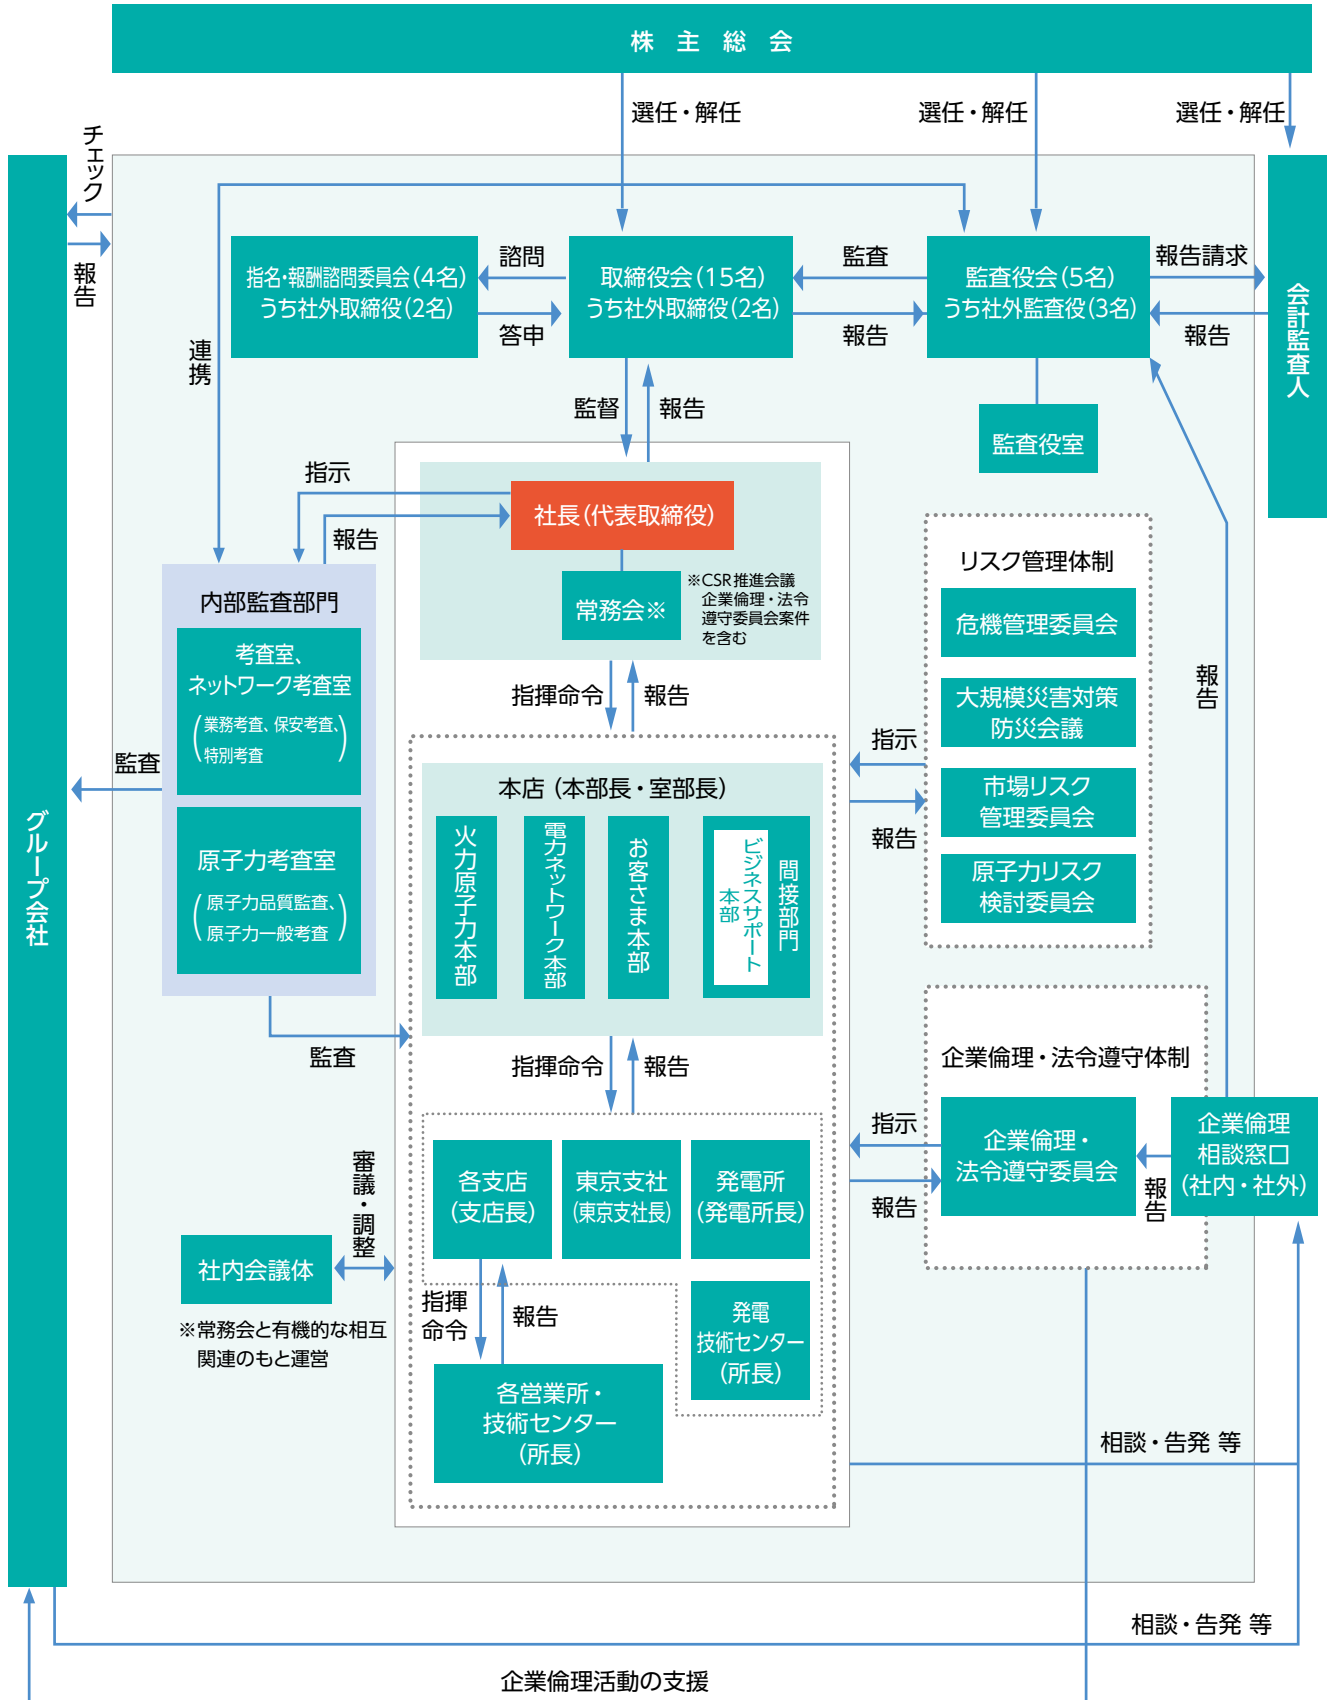 株主総会
選任・解任
選任・解任
選任・解任
チェック
報告
グループ会社
会計監査人
指名・報酬諮問委員会(4名)
うち社外取締役(2名)
諮問
答申
取締役会(15名)
うち社外取締役(2名)
監査
報告
監査役会(5名)
うち社外監査役(3名)
報告請求
報告
連携
監督
報告
監査役室
指示
報告
社長(代表取締役)
常務会※
※CSR推進会議
企業倫理・法令
遵守委員会案件
を含む
内部監査部門
考査室、
ネットワーク考査室
(業務考査、保安考査、
特別考査)
原子力考査室
(原子力品質監査、
原子力一般考査)
監査
監査
指揮命令
報告
リスク管理体制
危機管理委員会
大規模災害対策
防災会議
市場リスク
管理委員会
原子力リスク
検討委員会
指示
報告
報告
本店(本部長・室部長)
火力原子力本部
電力ネットワーク本部
お客さま本部
間接部門
ビジネスサポート
本部
指揮命令
報告
企業倫理・法令遵守体制
企業倫理・
法令遵守委員会
指示
報告
報告
企業倫理
相談窓口
(社内・社外)
各支店
(支店長)
東京支社
(東京支社長)
発電所
(発電所長)
審議・調整
社内会議体
※常務会と有機的な相互
関連のもと運営
指揮
命令
報告
発電
技術センター
(所長)
各営業所・
技術センター
(所長)
相談・告発 等
相談・告発 等
企業倫理活動の支援